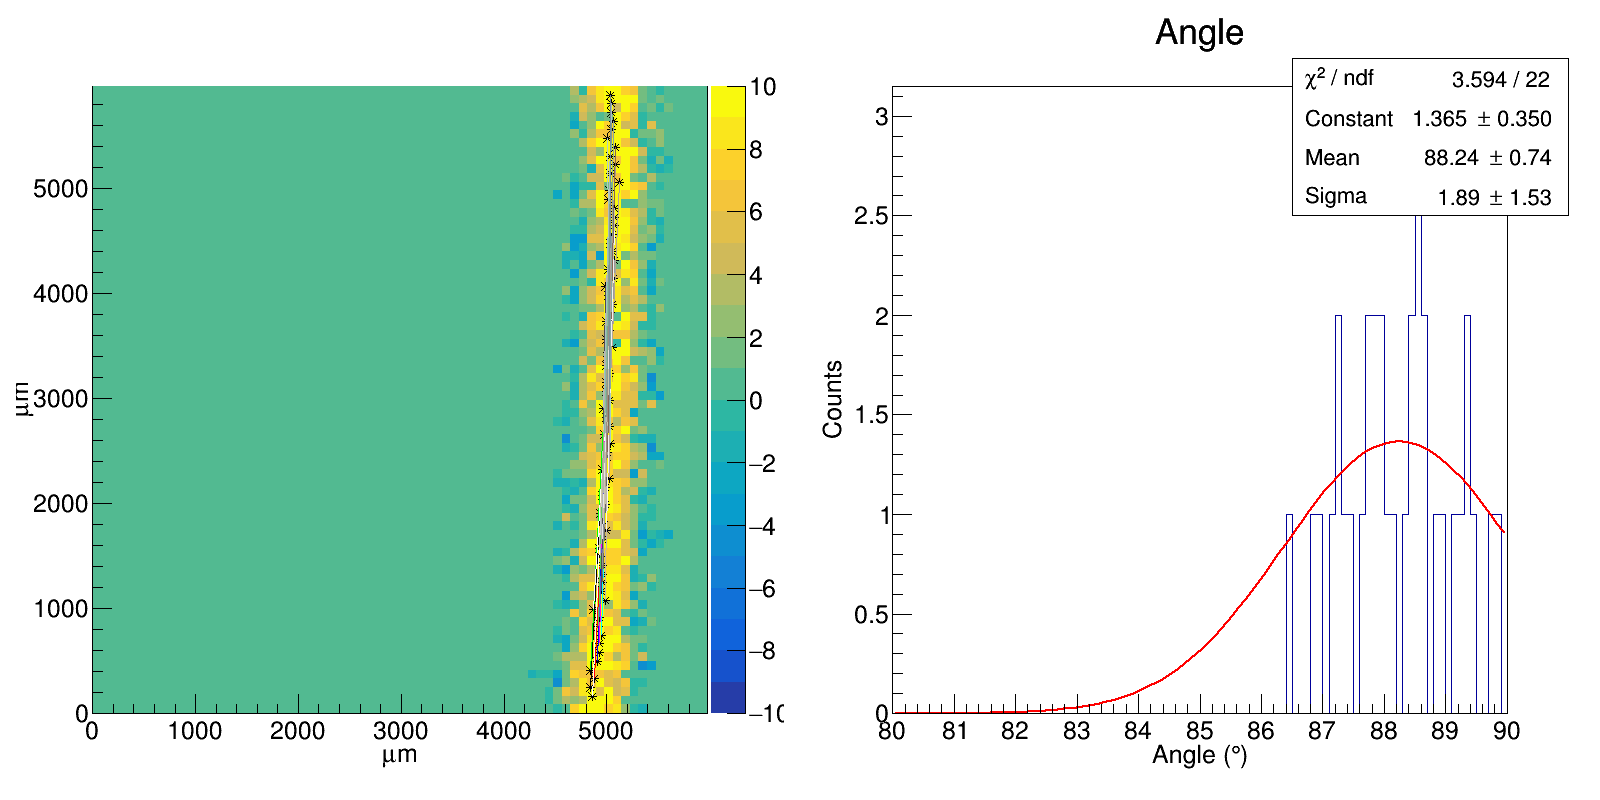 Angle
χ² / ndf 3.594 / 22
Constant 1.365 ± 0.350
Mean 88.24 ± 0.74
Sigma 1.89 ± 1.53
μm
5000
4000
3000
2000
1000
0
0 1000 2000 3000 4000 5000
μm
10
8
6
4
2
0
−2
−4
−6
−8
−10
Counts
3
2.5
2
1.5
1
0.5
0
80 81 82 83 84 85 86 87 88 89 90
Angle (°)